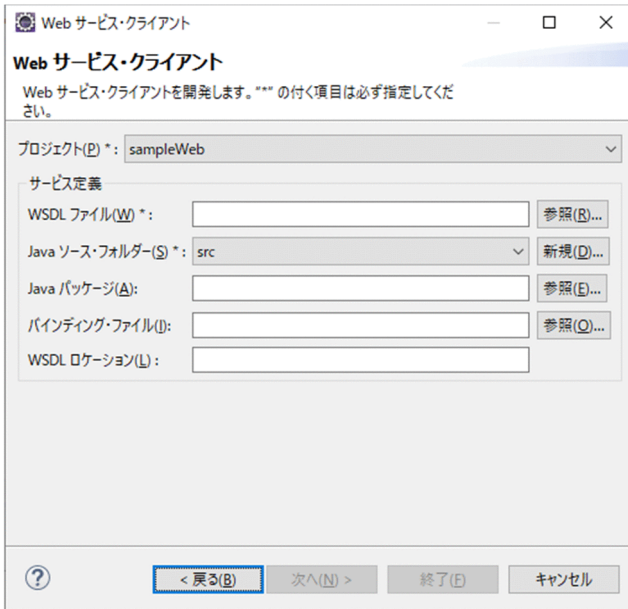 Web サービス・クライアント
Web サービス・クライアント
Web サービス・クライアントを開発します。"*" の付く項目は必ず指定してくだ
さい。
プロジェクト(P) * : sampleWeb
サービス定義
WSDL ファイル(W) * : 参照(R)...
Java ソース・フォルダー(S) * : src 新規(D)...
Java パッケージ(A): 参照(E)...
バインディング・ファイル(I): 参照(O)...
WSDL ロケーション(L) :
? < 戻る(B) 次へ(N) > 終了(F) キャンセル